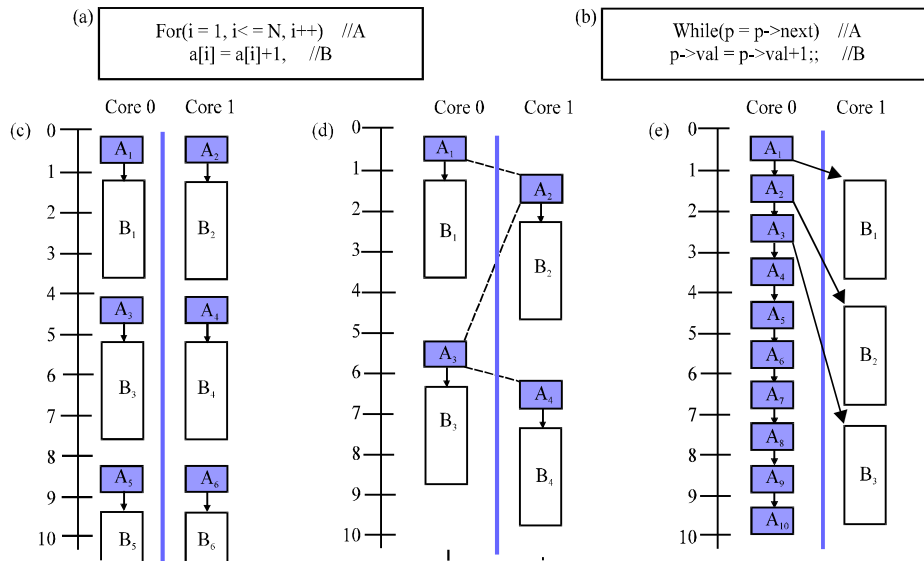 (a)
For(i = 1, i< = N, i++) //A
a[i] = a[i]+1, //B
(b)
While(p = p->next) //A
p->val = p->val+1;; //B
(c)
Core 0 Core 1
0
1
2
3
4
5
6
7
8
9
10
A1 A2
B1 B2
A3 A4
B3 B4
A5 A6
B5 B6
(d)
Core 0 Core 1
0
1
2
3
4
5
6
7
8
9
10
A1
A2
B1
B2
A3
A4
B3
B4
(e)
Core 0 Core 1
0
1
2
3
4
5
6
7
8
9
10
A1
A2
A3
A4
A5
A6
A7
A8
A9
A10
B1
B2
B3